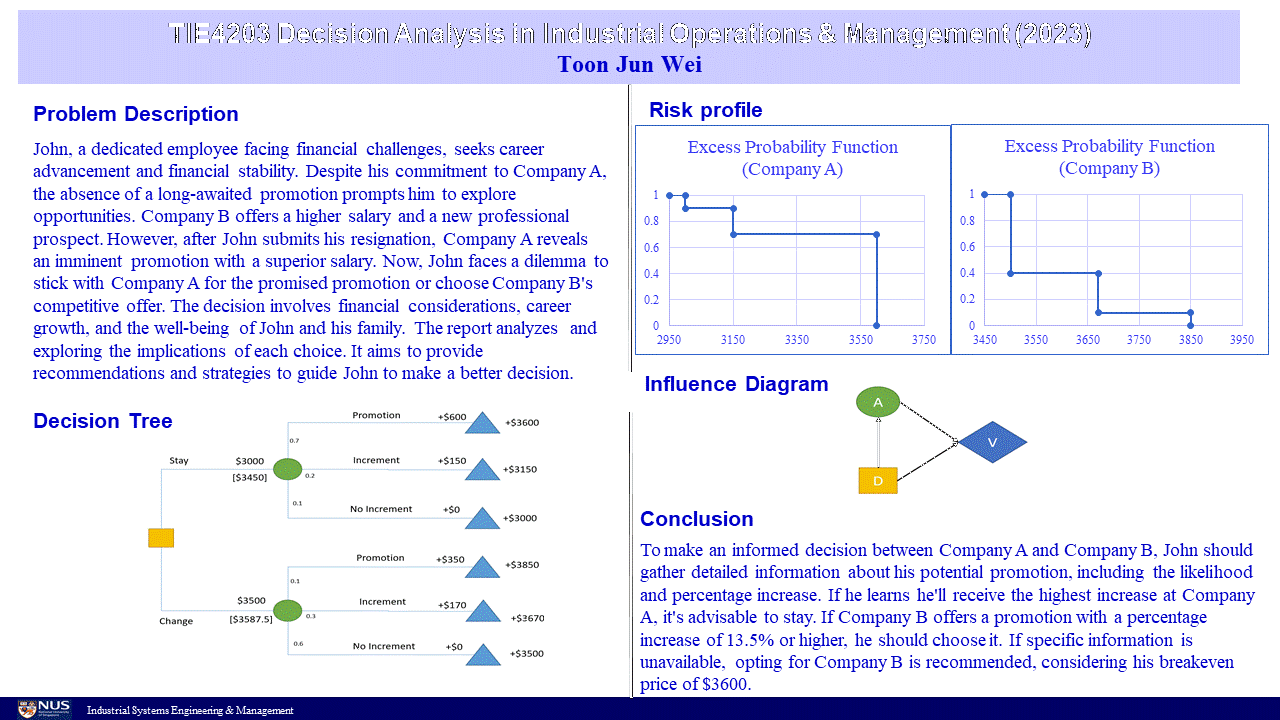 TIE4203 Decision Analysis in Industrial Operations & Management (2023)
Toon Jun Wei
Problem Description
John, a dedicated employee facing financial challenges, seeks career
advancement and financial stability. Despite his commitment to Company A,
the absence of a long-awaited promotion prompts him to explore
opportunities. Company B offers a higher salary and a new professional
prospect. However, after John submits his resignation, Company A reveals
an imminent promotion with a superior salary. Now, John faces a dilemma to
stick with Company A for the promised promotion or choose Company B's
competitive offer. The decision involves financial considerations, career
growth, and the well-being of John and his family. The report analyzes and
exploring the implications of each choice. It aims to provide
recommendations and strategies to guide John to make a better decision.
Decision Tree
Promotion +$600 +$3600
0.7
Stay $3000 Increment +$150 +$3150
[$3450] 0.2
0.1
No Increment +$0 +$3000
Promotion +$350 +$3850
0.1
$3500 Increment +$170
Change [$3587.5] 0.3 +$3670
0.6
No Increment +$0 +$3500
Risk profile
Excess Probability Function
(Company A)
1
0.8
0.6
0.4
0.2
0
2950 3150 3350 3550 3750
Excess Probability Function
(Company B)
1
0.8
0.6
0.4
0.2
0
3450 3550 3650 3750 3850 3950
Influence Diagram
A
V
D
Conclusion
To make an informed decision between Company A and Company B, John should
gather detailed information about his potential promotion, including the likelihood
and percentage increase. If he learns he'll receive the highest increase at Company
A, it's advisable to stay. If Company B offers a promotion with a percentage
increase of 13.5% or higher, he should choose it. If specific information is
unavailable, opting for Company B is recommended, considering his breakeven
price of $3600.
NUS
National University
of Singapore
Industrial Systems Engineering & Management